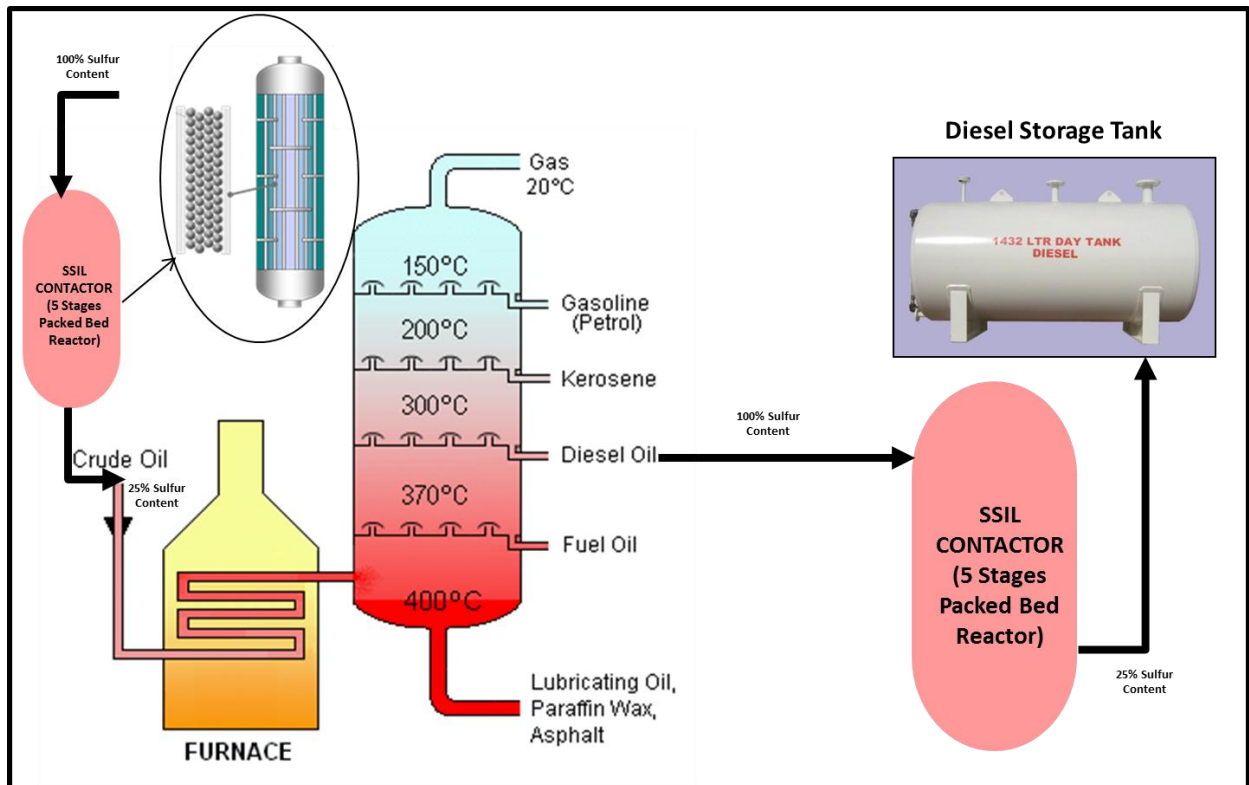 100% Sulfur
Content
SSIL
CONTACTOR
(5 Stages
Packed Bed
Reactor)
Crude Oil
25% Sulfur
Content
FURNACE
Gas
20°C
150°C
Gasoline
(Petrol)
200°C
Kerosene
300°C
Diesel Oil
370°C
Fuel Oil
400°C
Lubricating Oil,
Paraffin Wax,
Asphalt
100% Sulfur
Content
Diesel Storage Tank
1432 LTR DAY TANK
DIESEL
SSIL
CONTACTOR
(5 Stages
Packed Bed
Reactor)
25% Sulfur
Content